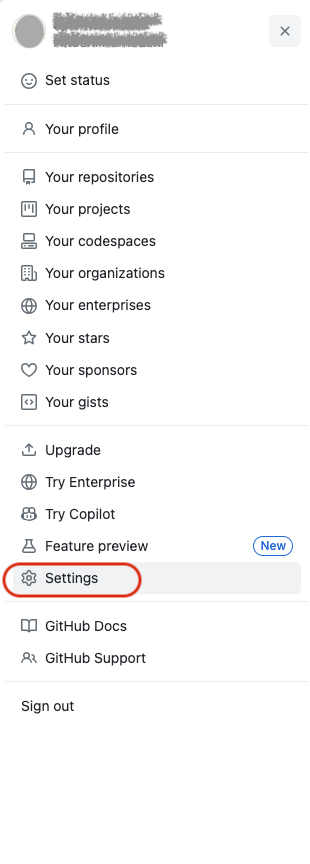 Set status
Your profile
Your repositories
Your projects
Your codespaces
Your organizations
Your enterprises
Your stars
Your sponsors
Your gists
Upgrade
Try Enterprise
Try Copilot
Feature preview New
Settings
GitHub Docs
GitHub Support
Sign out